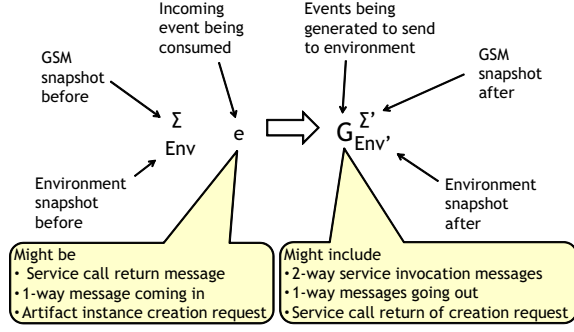 Incoming
event being
consumed
Events being
generated to send
to environment
GSM
snapshot
before
GSM
snapshot
after
Σ
Env
e
G
Σ’
Env’
Environment
snapshot
before
Environment
snapshot
after
Might be
• Service call return message
• 1-way message coming in
• Artifact instance creation request
Might include
• 2-way service invocation messages
• 1-way messages going out
• Service call return of creation request